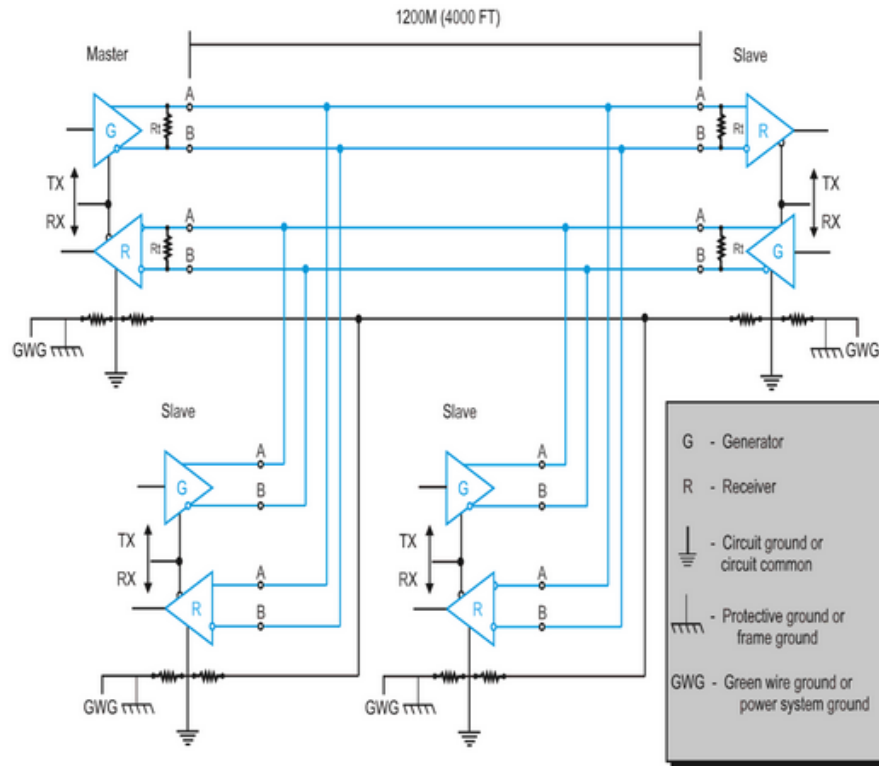 1200M (4000 FT)
Master
Slave
A
A
G
Rt
Rt
R
B
B
TX
TX
RX
A
A
RX
R
Rt
Rt
G
B
B
GWG
GWG
Slave
Slave
A
A
G
G
B
B
TX
TX
RX
A
RX
A
R
R
B
B
GWG
GWG
G - Generator
R - Receiver
- Circuit ground or
circuit common
- Protective ground or
frame ground
GWG - Green wire ground or
power system ground